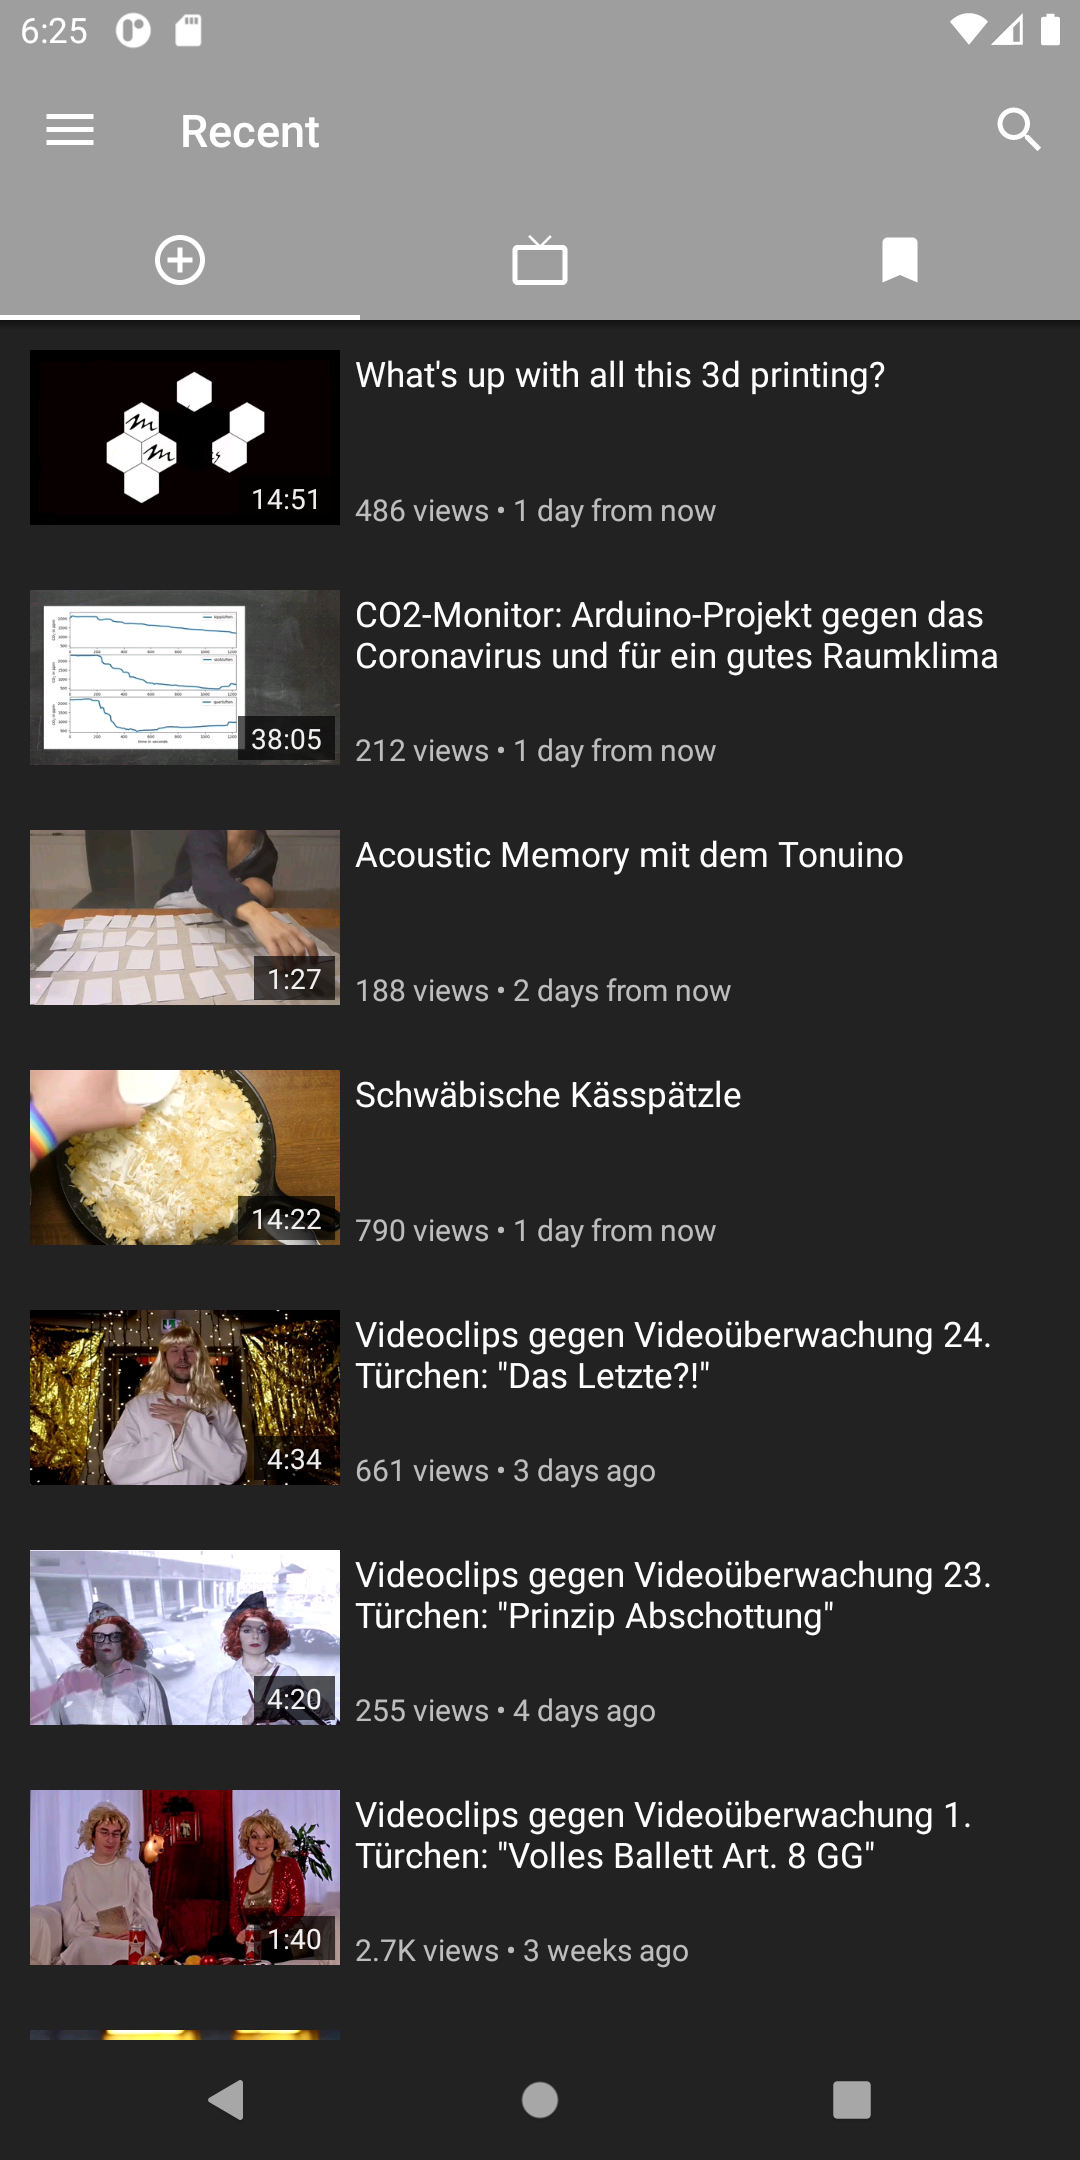 6:25
Recent
What's up with all this 3d printing?
14:51
486 views • 1 day from now
CO2-Monitor: Arduino-Projekt gegen das
Coronavirus und für ein gutes Raumklima
38:05
212 views • 1 day from now
Acoustic Memory mit dem Tonuino
1:27
188 views • 2 days from now
Schwäbische Kässpätzle
14:22
790 views • 1 day from now
Videoclips gegen Videoüberwachung 24.
Türchen: "Das Letzte?!"
4:34
661 views • 3 days ago
Videoclips gegen Videoüberwachung 23.
Türchen: "Prinzip Abschottung"
4:20
255 views • 4 days ago
Videoclips gegen Videoüberwachung 1.
Türchen: "Volles Ballett Art. 8 GG"
1:40
2.7K views • 3 weeks ago